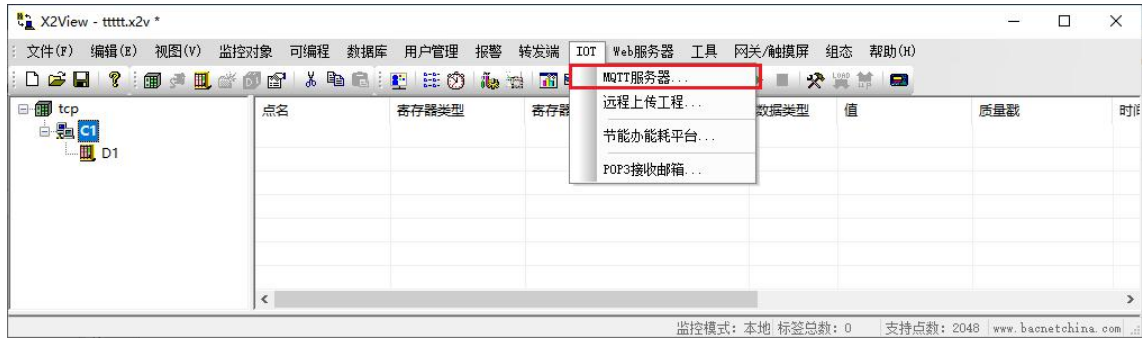 X2View - ttttt.x2v *
文件(F) 编辑(E) 视图(V) 监控对象 可编程 数据库 用户管理 报警 转发端 IOT Web服务器 工具 网关/触摸屏 组态 帮助(H)
MQTT服务器...
远程上传工程...
节能办能耗平台...
POP3接收邮箱...
tcp
C1
D1
点名 寄存器类型 寄存器 数据类型 值 质量戳 时间
监控模式: 本地 标签总数: 0 支持点数: 2048 www.bacnetchina.com